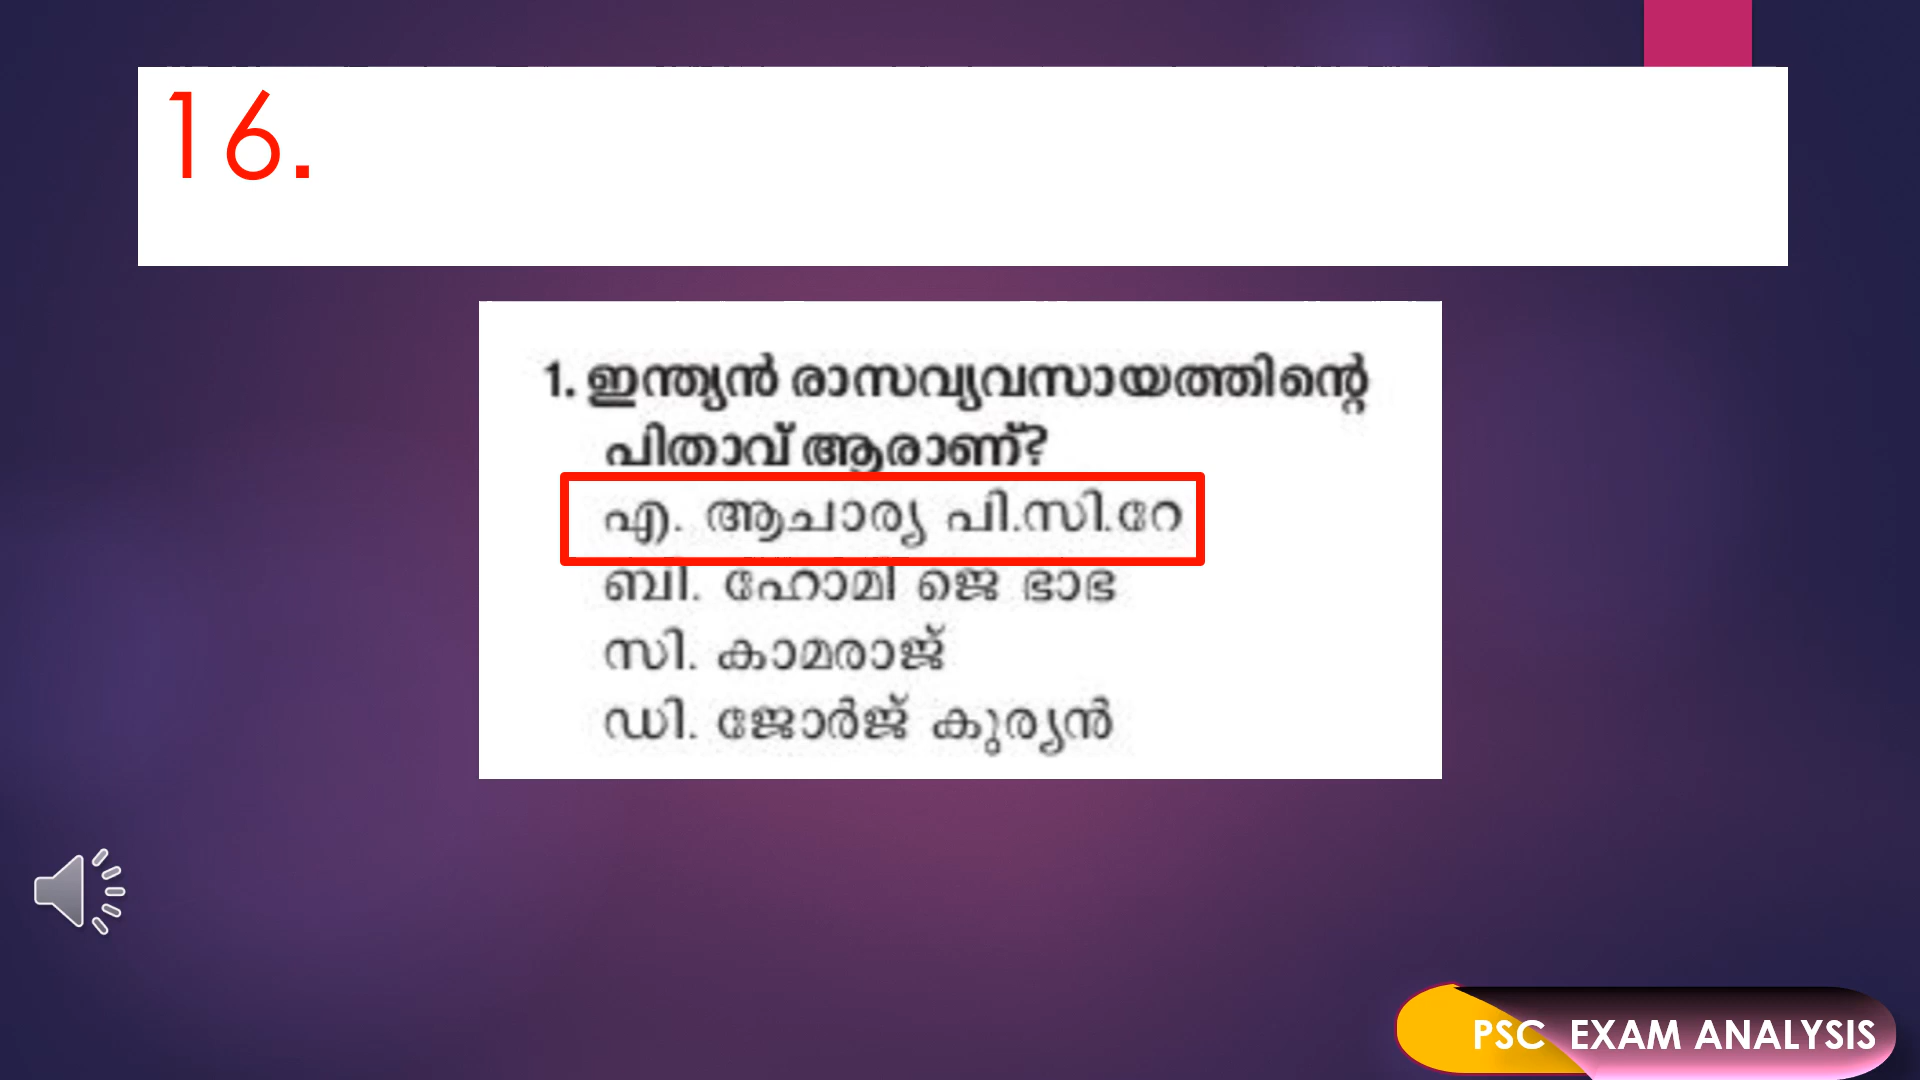 16.
1. ഇന്ത്യൻ രാസവ്യവസായത്തിന്റെ
പിതാവ് ആരാണ്?
എ. ആചാര്യ പി.സി.റേ
ബി. ഹോമി ജെ ഭാഭ
സി. കാമരാജ്
ഡി. ജോർജ് കുര്യൻ
PSC EXAM ANALYSIS